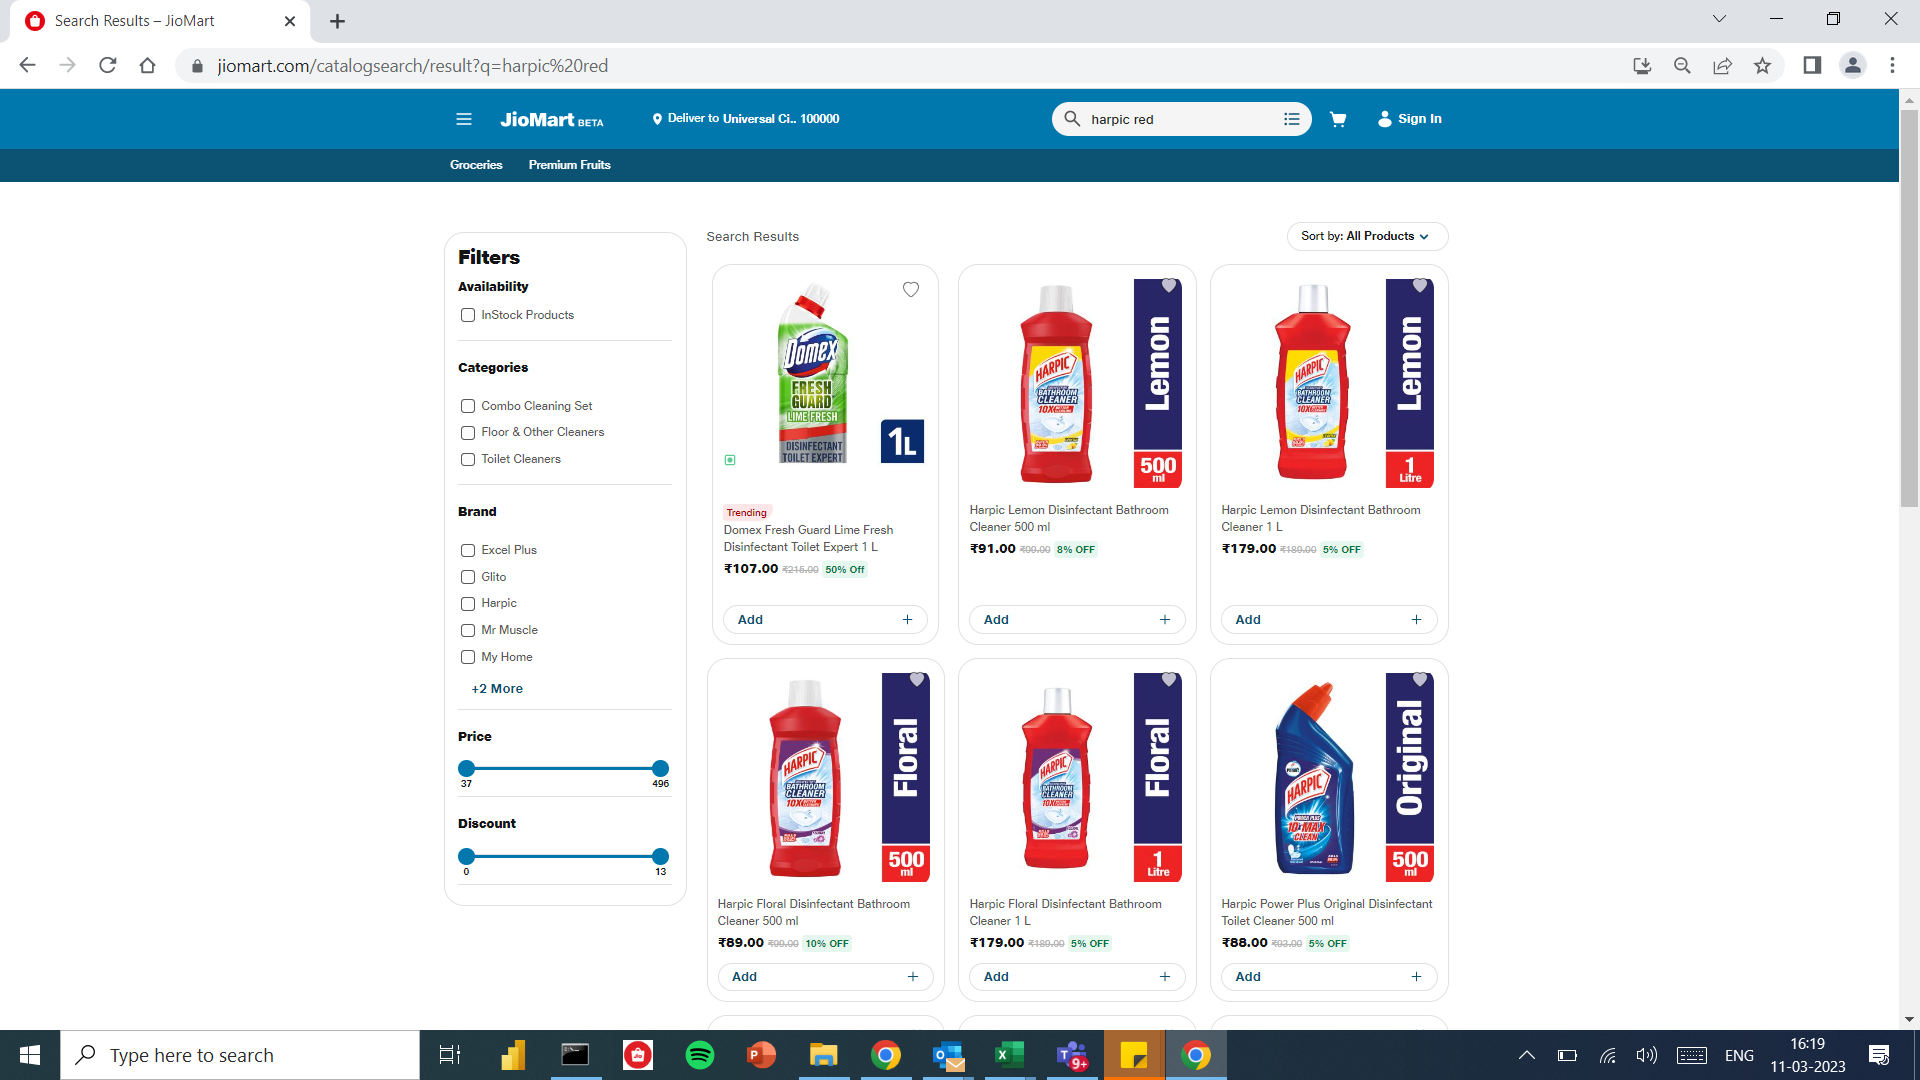 Search Results – JioMart
jiomart.com/catalogsearch/result?q=harpic%20red
JioMart BETA
Deliver to Universal Ci.. 100000
harpic red
Sign In
Groceries
Premium Fruits
Filters
Availability
InStock Products
Categories
Combo Cleaning Set
Floor & Other Cleaners
Toilet Cleaners
Brand
Excel Plus
Glito
Harpic
Mr Muscle
My Home
+2 More
Price
37
496
Discount
0
13
Search Results
Sort by: All Products
Domex
FRESH
GUARD
LIME FRESH
DISINFECTANT
TOILET EXPERT
1L
Trending
Domex Fresh Guard Lime Fresh
Disinfectant Toilet Expert 1 L
₹107.00 ₹215.00 50% Off
Add +
HARPIC
BATHROOM
CLEANER
10X
Lemon
500
ml
Harpic Lemon Disinfectant Bathroom
Cleaner 500 ml
₹91.00 ₹99.00 8% OFF
Add +
HARPIC
BATHROOM
CLEANER
10X
Lemon
1
Litre
Harpic Lemon Disinfectant Bathroom
Cleaner 1 L
₹179.00 ₹189.00 5% OFF
Add +
HARPIC
BATHROOM
CLEANER
10X
Floral
500
ml
Harpic Floral Disinfectant Bathroom
Cleaner 500 ml
₹89.00 ₹99.00 10% OFF
Add +
HARPIC
BATHROOM
CLEANER
10X
Floral
1
Litre
Harpic Floral Disinfectant Bathroom
Cleaner 1 L
₹179.00 ₹189.00 5% OFF
Add +
HARPIC
POWER PLUS
10X MAX
CLEAN
Original
500
ml
Harpic Power Plus Original Disinfectant
Toilet Cleaner 500 ml
₹88.00 ₹93.00 5% OFF
Add +
Type here to search
9+
ENG
16:19
11-03-2023